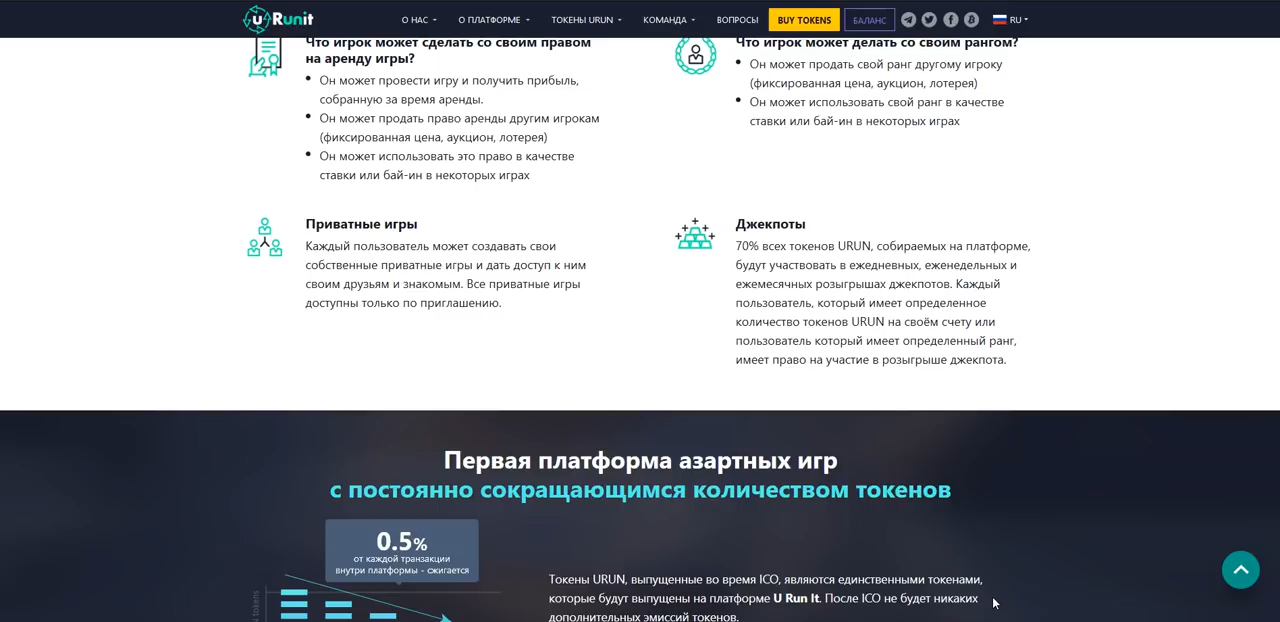 U Runit
О НАС
О ПЛАТФОРМЕ
ТОКЕНЫ URUN
КОМАНДА
ВОПРОСЫ
BUY TOKENS
БАЛАНС
RU
Что игрок может сделать со своим правом
на аренду игры?
Он может провести игру и получить прибыль,
собранную за время аренды.
Он может продать право аренды другим игрокам
(фиксированная цена, аукцион, лотерея)
Он может использовать это право в качестве
ставки или бай-ин в некоторых играх
Что игрок может делать со своим рангом?
Он может продать свой ранг другому игроку
(фиксированная цена, аукцион, лотерея)
Он может использовать свой ранг в качестве
ставки или бай-ин в некоторых играх
Приватные игры
Каждый пользователь может создавать свои
собственные приватные игры и дать доступ к ним
своим друзьям и знакомым. Все приватные игры
доступны только по приглашению.
Джекпоты
70% всех токенов URUN, собираемых на платформе,
будут участвовать в ежедневных, еженедельных и
ежемесячных розыгрышах джекпотов. Каждый
пользователь, который имеет определенное
количество токенов URUN на своём счету или
пользователь который имеет определенный ранг,
имеет право на участие в розыгрыше джекпота.
Первая платформа азартных игр
с постоянно сокращающимся количеством токенов
0.5%
от каждой транзакции
внутри платформы - сжигается
N tokens
Токены URUN, выпущенные во время ICO, являются единственными токенами,
которые будут выпущены на платформе U Run It. После ICO не будет никаких
дополнительных эмиссий токенов.